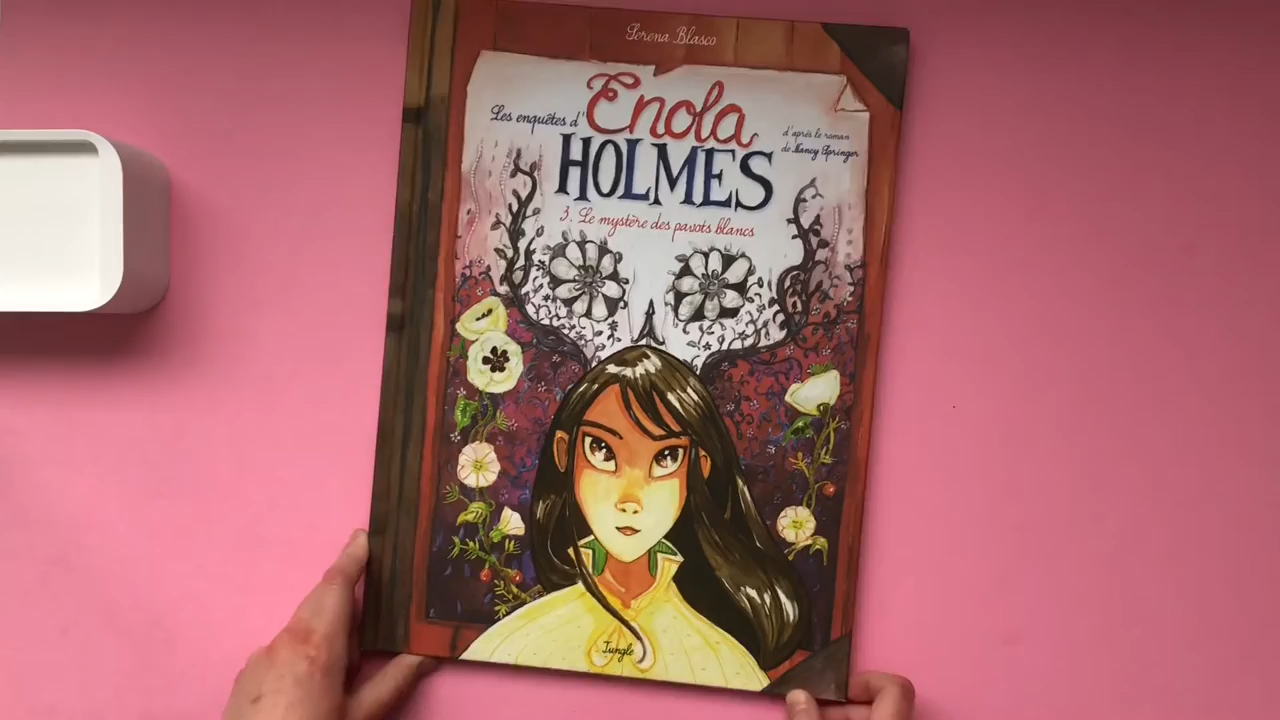 Serena Blasco
Les enquêtes d'
Enola
HOLMES
d'après le roman
de Nancy Springer
3. Le mystère des pavots blancs
Jungle